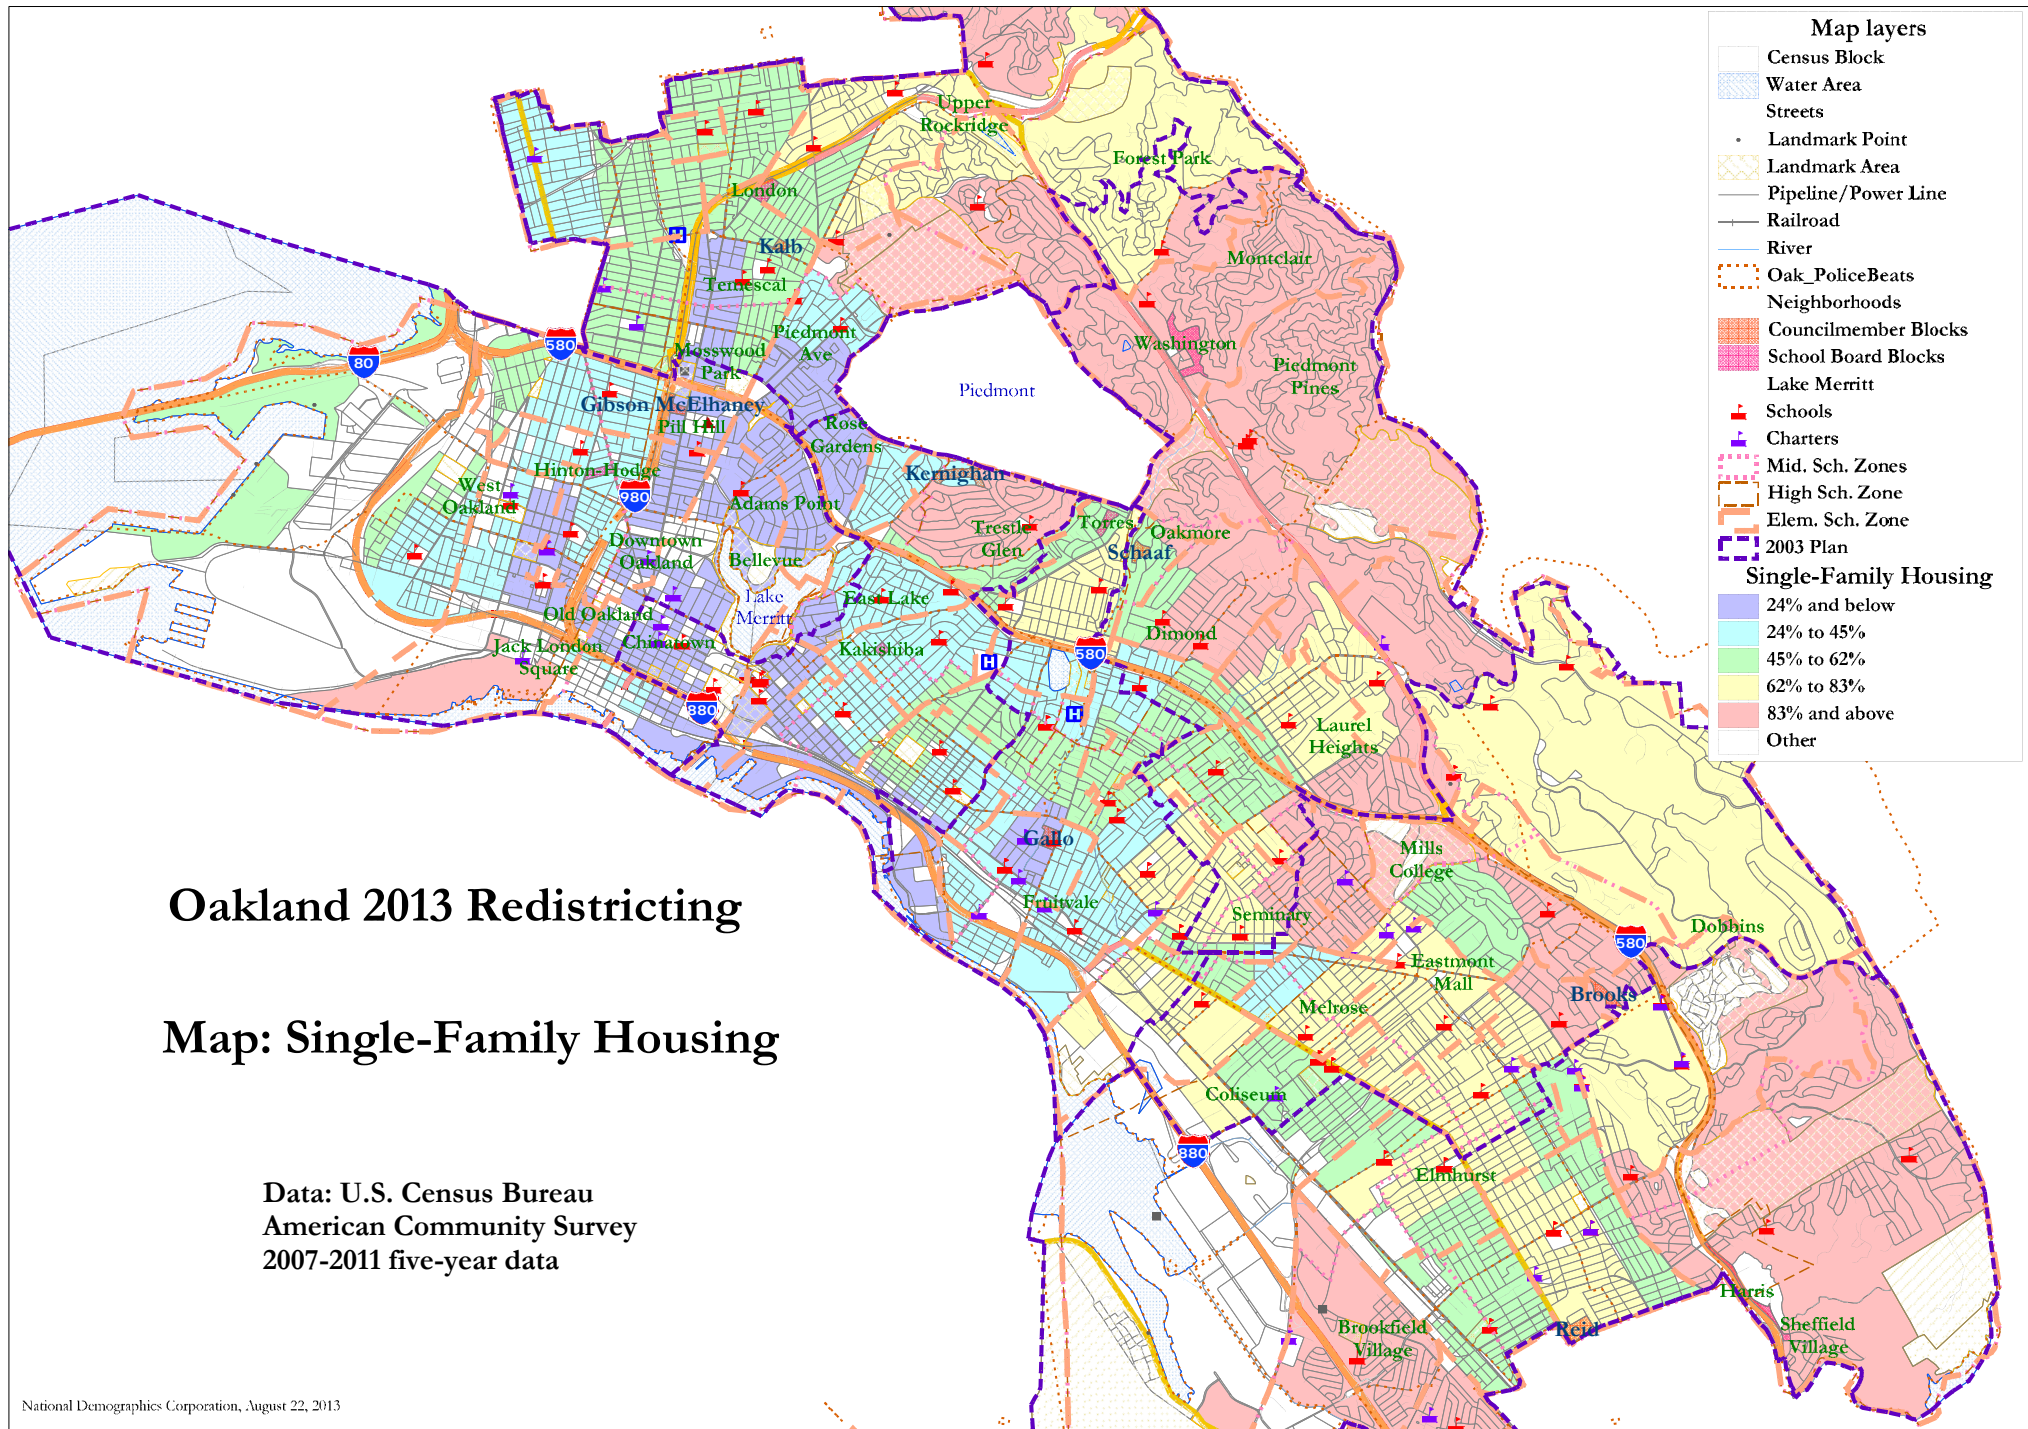 Map layers
Census Block
Water Area
Streets
Landmark Point
Landmark Area
Pipeline/Power Line
Railroad
River
Oak_PoliceBeats
Neighborhoods
Councilmember Blocks
School Board Blocks
Lake Merritt
Schools
Charters
Mid. Sch. Zones
High Sch. Zone
Elem. Sch. Zone
2003 Plan
Single-Family Housing
24% and below
24% to 45%
45% to 62%
62% to 83%
83% and above
Other
Upper
Rockridge
Forest Park
London
Kalb
Temescal
Montclair
Piedmont
Ave
Mosswood
Park
Washington
Piedmont
Pines
Piedmont
580
80
Gibson McElhaney
Pill Hill
Rose
Gardens
Hinton-Hodge
Kernighan
West
Oakland
980
Adams Point
Trestle
Glen
Torres
Oakmore
Schaaf
Downtown
Oakland
Bellevue
Lake
Merritt
East Lake
Old Oakland
Chinatown
Kakishiba
Dimond
Jack London
Square
H
H
H
580
880
Laurel
Heights
Gallo
Mills
College
Fruitvale
Seminary
Dobbins
580
Eastmont
Mall
Brooks
Melrose
Coliseum
880
Elmhurst
Harris
Reid
Brookfield
Village
Sheffield
Village
Oakland 2013 Redistricting
Map: Single-Family Housing
Data: U.S. Census Bureau
American Community Survey
2007-2011 five-year data
National Demographics Corporation, August 22, 2013